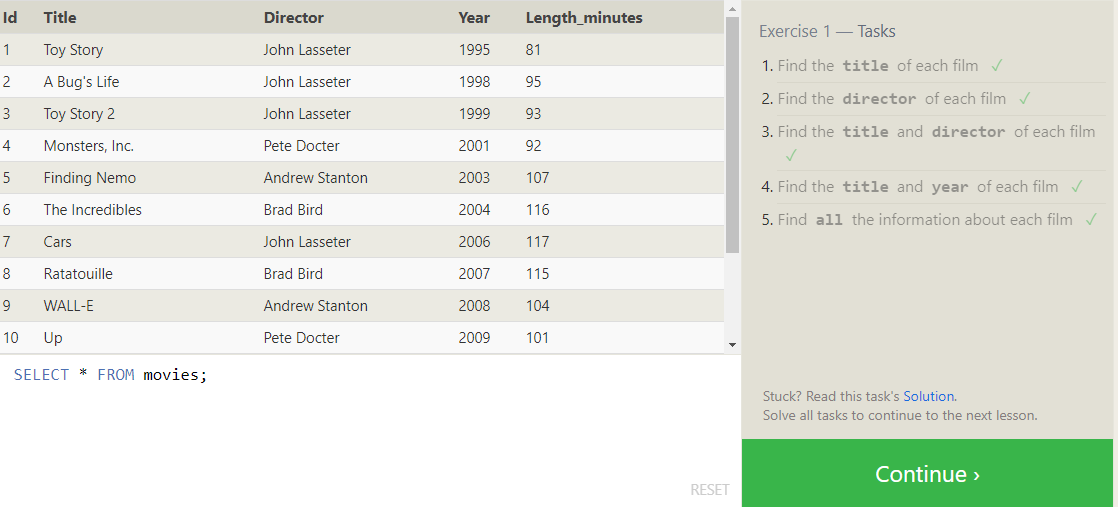 Id Title Director Year Length_minutes
1 Toy Story John Lasseter 1995 81
2 A Bug's Life John Lasseter 1998 95
3 Toy Story 2 John Lasseter 1999 93
4 Monsters, Inc. Pete Docter 2001 92
5 Finding Nemo Andrew Stanton 2003 107
6 The Incredibles Brad Bird 2004 116
7 Cars John Lasseter 2006 117
8 Ratatouille Brad Bird 2007 115
9 WALL-E Andrew Stanton 2008 104
10 Up Pete Docter 2009 101
SELECT * FROM movies;
RESET
Exercise 1 — Tasks
1. Find the title of each film ✓
2. Find the director of each film ✓
3. Find the title and director of each film
✓
4. Find the title and year of each film ✓
5. Find all the information about each film ✓
Stuck? Read this task's Solution.
Solve all tasks to continue to the next lesson.
Continue ›